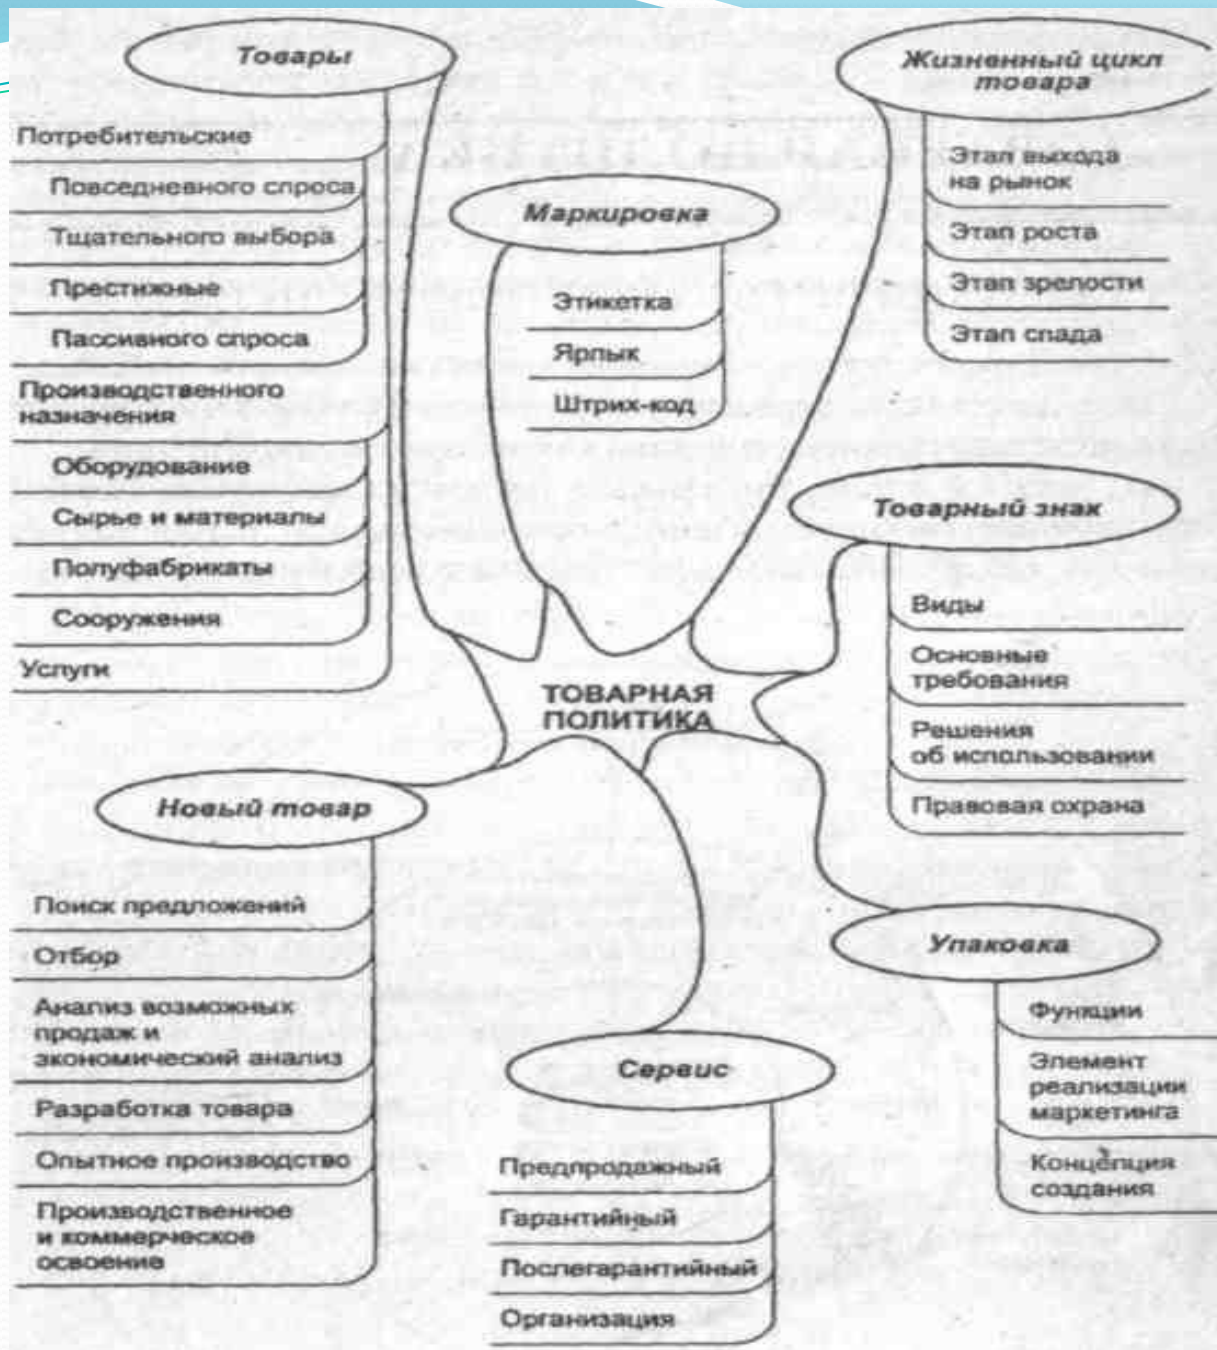 Товары
Потребительские
Повседневного спроса
Тщательного выбора
Престижные
Пассивного спроса
Производственного
назначения
Оборудование
Сырье и материалы
Полуфабрикаты
Сооружения
Услуги
Маркировка
Этикетка
Ярлык
Штрих-код
Жизненный цикл
товара
Этап выхода
на рынок
Этап роста
Этап зрелости
Этап спада
Товарный знак
Виды
Основные
требования
Решения
об использовании
Правовая охрана
ТОВАРНАЯ
ПОЛИТИКА
Новый товар
Поиск предложений
Отбор
Анализ возможных
продаж и
экономический анализ
Разработка товара
Опытное производство
Производственное
и коммерческое
освоение
Сервис
Предпродажный
Гарантийный
Послегарантийный
Организация
Упаковка
Функции
Элемент
реализации
маркетинга
Концепция
создания